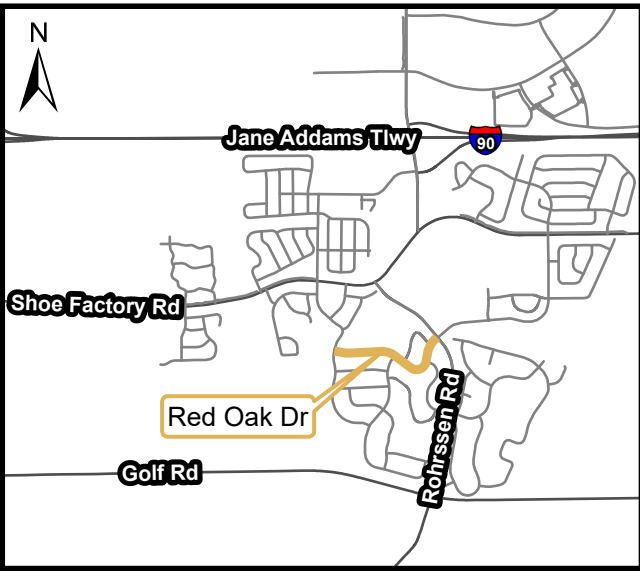 N
Jane Addams Tlwy
90
Shoe Factory Rd
Red Oak Dr
Rohrssen Rd
Golf Rd